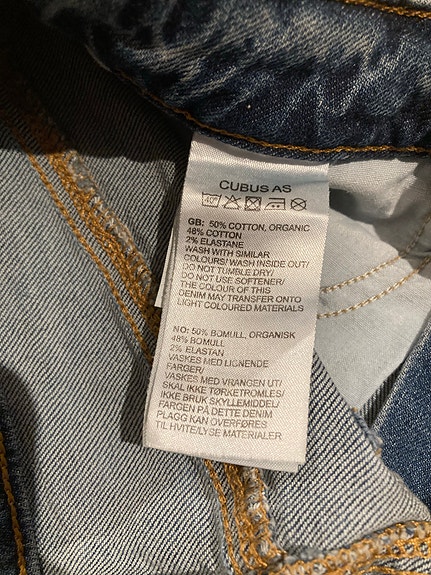 CUBUS AS
40°
GB: 50% COTTON, ORGANIC
48% COTTON
2% ELASTANE
WASH WITH SIMILAR
COLOURS/ WASH INSIDE OUT/
DO NOT TUMBLE DRY/
DO NOT USE SOFTENER/
THE COLOUR OF THIS
DENIM MAY TRANSFER ONTO
LIGHT COLOURED MATERIALS
NO: 50% BOMULL, ORGANISK
48% BOMULL
2% ELASTAN
VASKES MED LIGNENDE
FARGER/
VASKES MED VRANGEN UT/
SKAL IKKE TØRKETROMLES/
IKKE BRUK SKYLLEMIDDEL/
FARGEN PÅ DETTE DENIM
PLAGG KAN OVERFØRES
TIL HVITE/LYSE MATERIALER